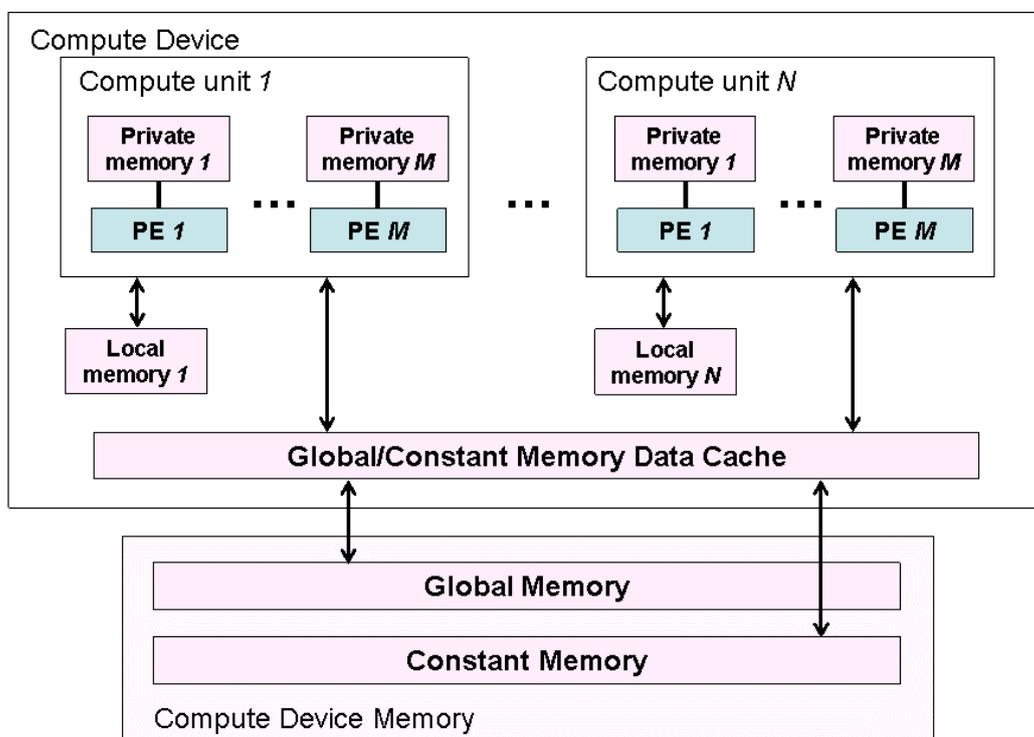 Compute Device
Compute unit 1
Compute unit N
Private
memory 1
Private
memory M
Private
memory 1
Private
memory M
...
...
...
PE 1
PE M
PE 1
PE M
Local
memory 1
Local
memory N
Global/Constant Memory Data Cache
Global Memory
Constant Memory
Compute Device Memory